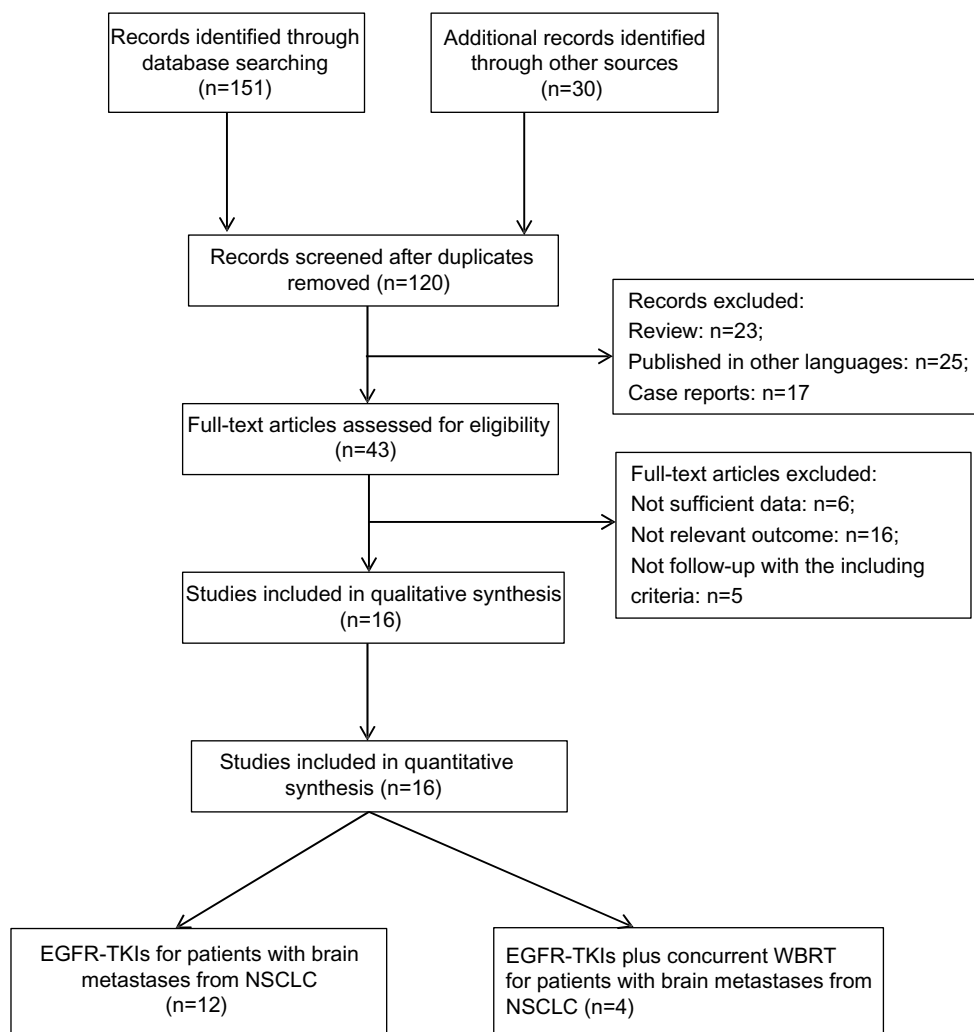 Records identified through
database searching
(n=151)
Additional records identified
through other sources
(n=30)
Records screened after duplicates
removed (n=120)
Records excluded:
Review: n=23;
Published in other languages: n=25;
Case reports: n=17
Full-text articles assessed for eligibility
(n=43)
Full-text articles excluded:
Not sufficient data: n=6;
Not relevant outcome: n=16;
Not follow-up with the including
criteria: n=5
Studies included in qualitative synthesis
(n=16)
Studies included in quantitative
synthesis (n=16)
EGFR-TKIs for patients with brain
metastases from NSCLC
(n=12)
EGFR-TKIs plus concurrent WBRT
for patients with brain metastases from
NSCLC (n=4)